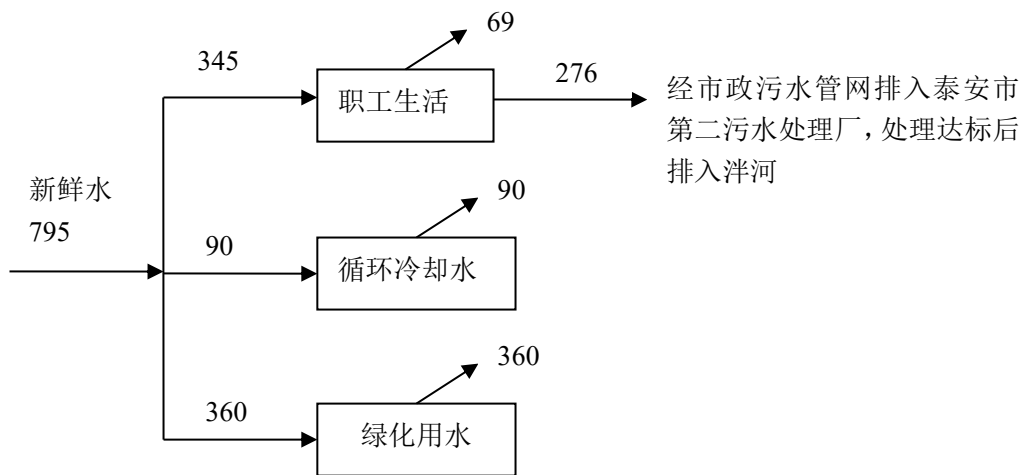 69
345
276
职工生活
经市政污水管网排入泰安市
第二污水处理厂，处理达标后
排入泮河
新鲜水
795
90
90
循环冷却水
360
360
绿化用水